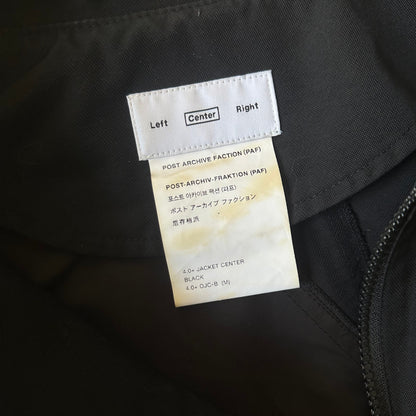 Left Center Right
POST ARCHIVE FACTION (PAF)
POST-ARCHIV-FRAKTION (PAF)
포스트 아카이브 팩션 (파프)
ポスト アーカイブ ファクション
4.0+ JACKET CENTER
BLACK
4.0+ OJC-B (M)